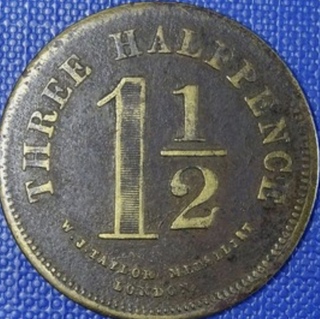 THREE HALFPENCE
1 1/2
W. J. TAYLOR, MEDALLIST
LONDON